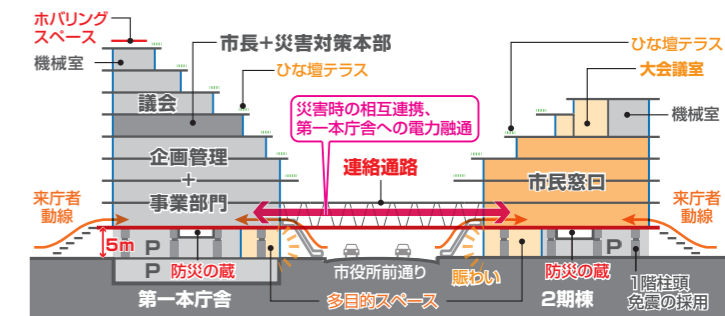 ホバリング
スペース
機械室
市長+災害対策本部
ひな壇テラス
議会
災害時の相互連携、
第一本庁舎への電力融通
企画管理
+
事業部門
連絡通路
ひな壇テラス
大会議室
機械室
市民窓口
来庁者
動線
来庁者
動線
5m
P
P
防災の蔵
市役所前通り
賑わい
防災の蔵
P
1階柱頭
免震の採用
第一本庁舎
多目的スペース
2期棟